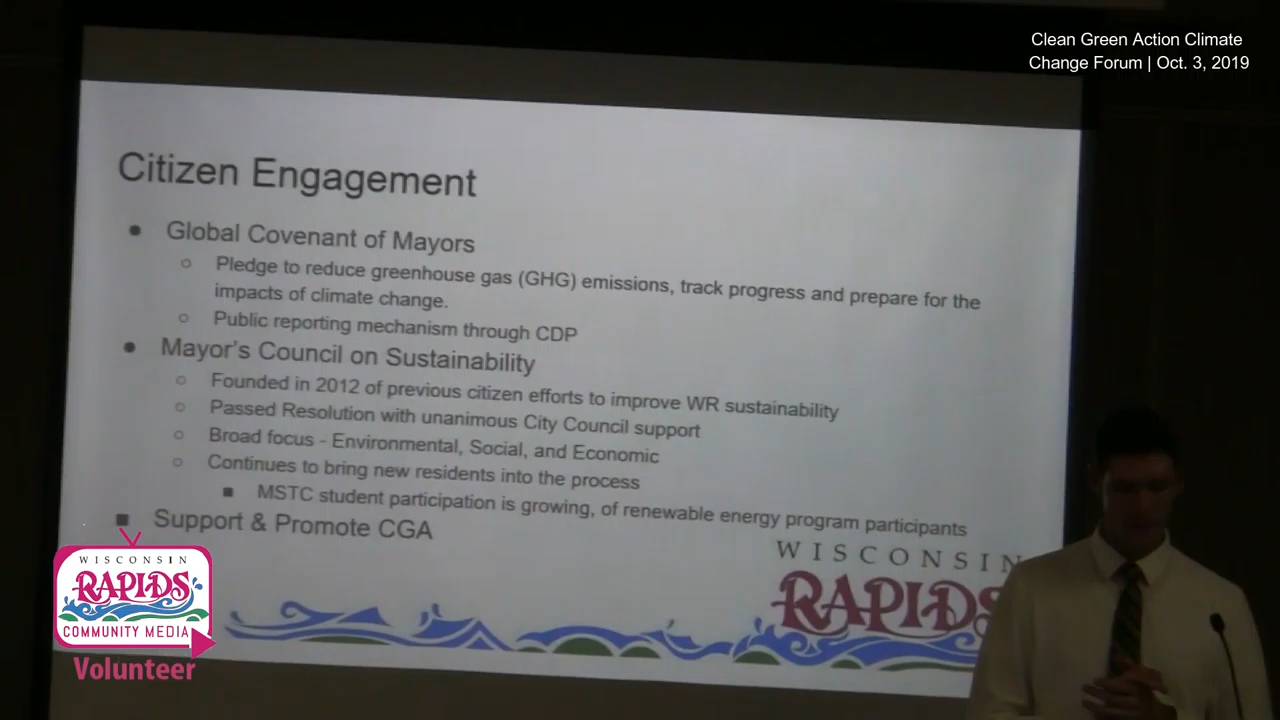 Clean Green Action Climate
Change Forum | Oct. 3, 2019
Citizen Engagement
● Global Covenant of Mayors
○ Pledge to reduce greenhouse gas (GHG) emissions, track progress and prepare for the
impacts of climate change.
○ Public reporting mechanism through CDP
● Mayor's Council on Sustainability
○ Founded in 2012 of previous citizen efforts to improve WR sustainability
○ Passed Resolution with unanimous City Council support
○ Broad focus - Environmental, Social, and Economic
○ Continues to bring new residents into the process
■ MSTC student participation is growing, of renewable energy program participants
■ Support & Promote CGA
WISCONSIN
RAPIDS
WISCONSIN
RAPIDS
COMMUNITY MEDIA
Volunteer